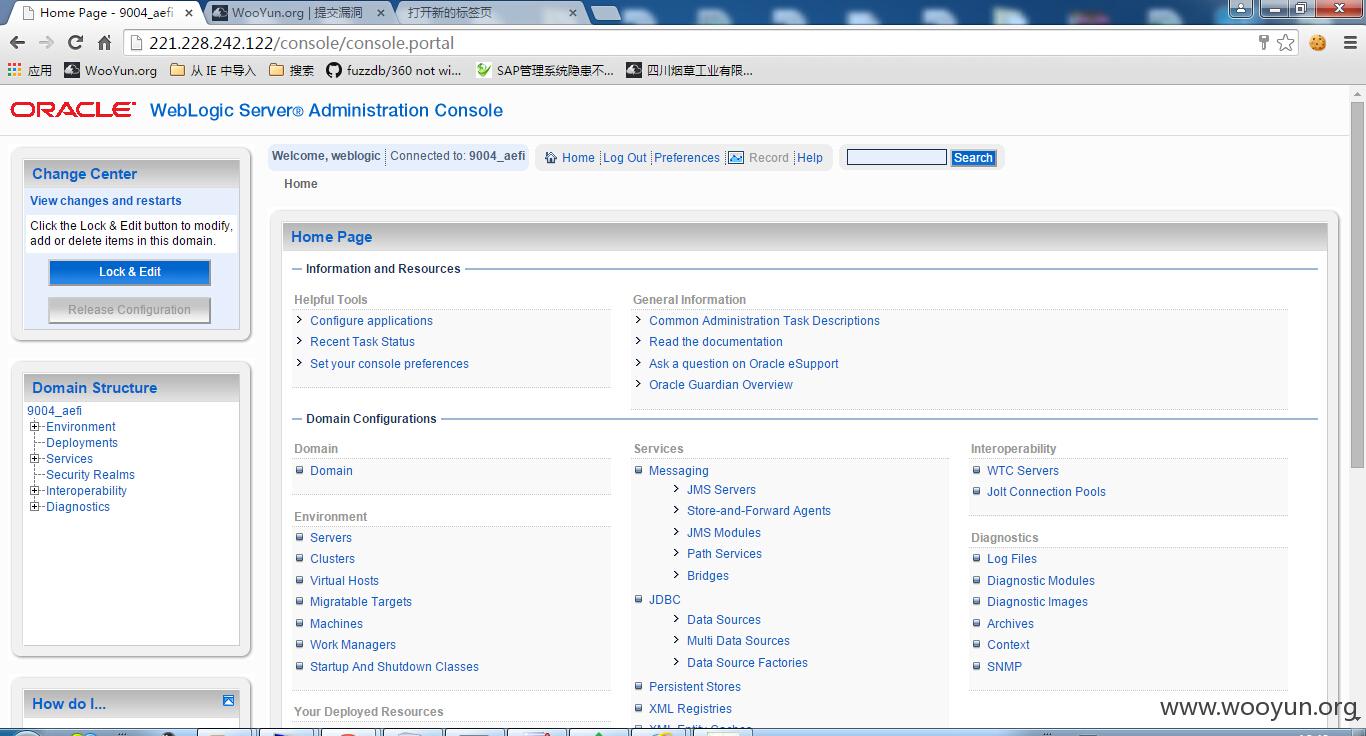 Home Page - 9004_aefi
WooYun.org | 提交漏洞
打开新的标签页
221.228.242.122/console/console.portal
应用
WooYun.org
从 IE 中导入
搜索
fuzzdb/360 not wi...
SAP管理系统隐患不...
四川烟草工业有限...
ORACLE WebLogic Server® Administration Console
Change Center
View changes and restarts
Click the Lock & Edit button to modify,
add or delete items in this domain.
Lock & Edit
Release Configuration
Domain Structure
9004_aefi
Environment
Deployments
Services
Security Realms
Interoperability
Diagnostics
How do I...
Welcome, weblogic
Connected to: 9004_aefi
Home
Log Out
Preferences
Record
Help
Search
Home
Home Page
Information and Resources
Helpful Tools
Configure applications
Recent Task Status
Set your console preferences
General Information
Common Administration Task Descriptions
Read the documentation
Ask a question on Oracle eSupport
Oracle Guardian Overview
Domain Configurations
Domain
Domain
Environment
Servers
Clusters
Virtual Hosts
Migratable Targets
Machines
Work Managers
Startup And Shutdown Classes
Your Deployed Resources
Services
Messaging
JMS Servers
Store-and-Forward Agents
JMS Modules
Path Services
Bridges
JDBC
Data Sources
Multi Data Sources
Data Source Factories
Persistent Stores
XML Registries
XML Entity Caches
Interoperability
WTC Servers
Jolt Connection Pools
Diagnostics
Log Files
Diagnostic Modules
Diagnostic Images
Archives
Context
SNMP
www.wooyun.org